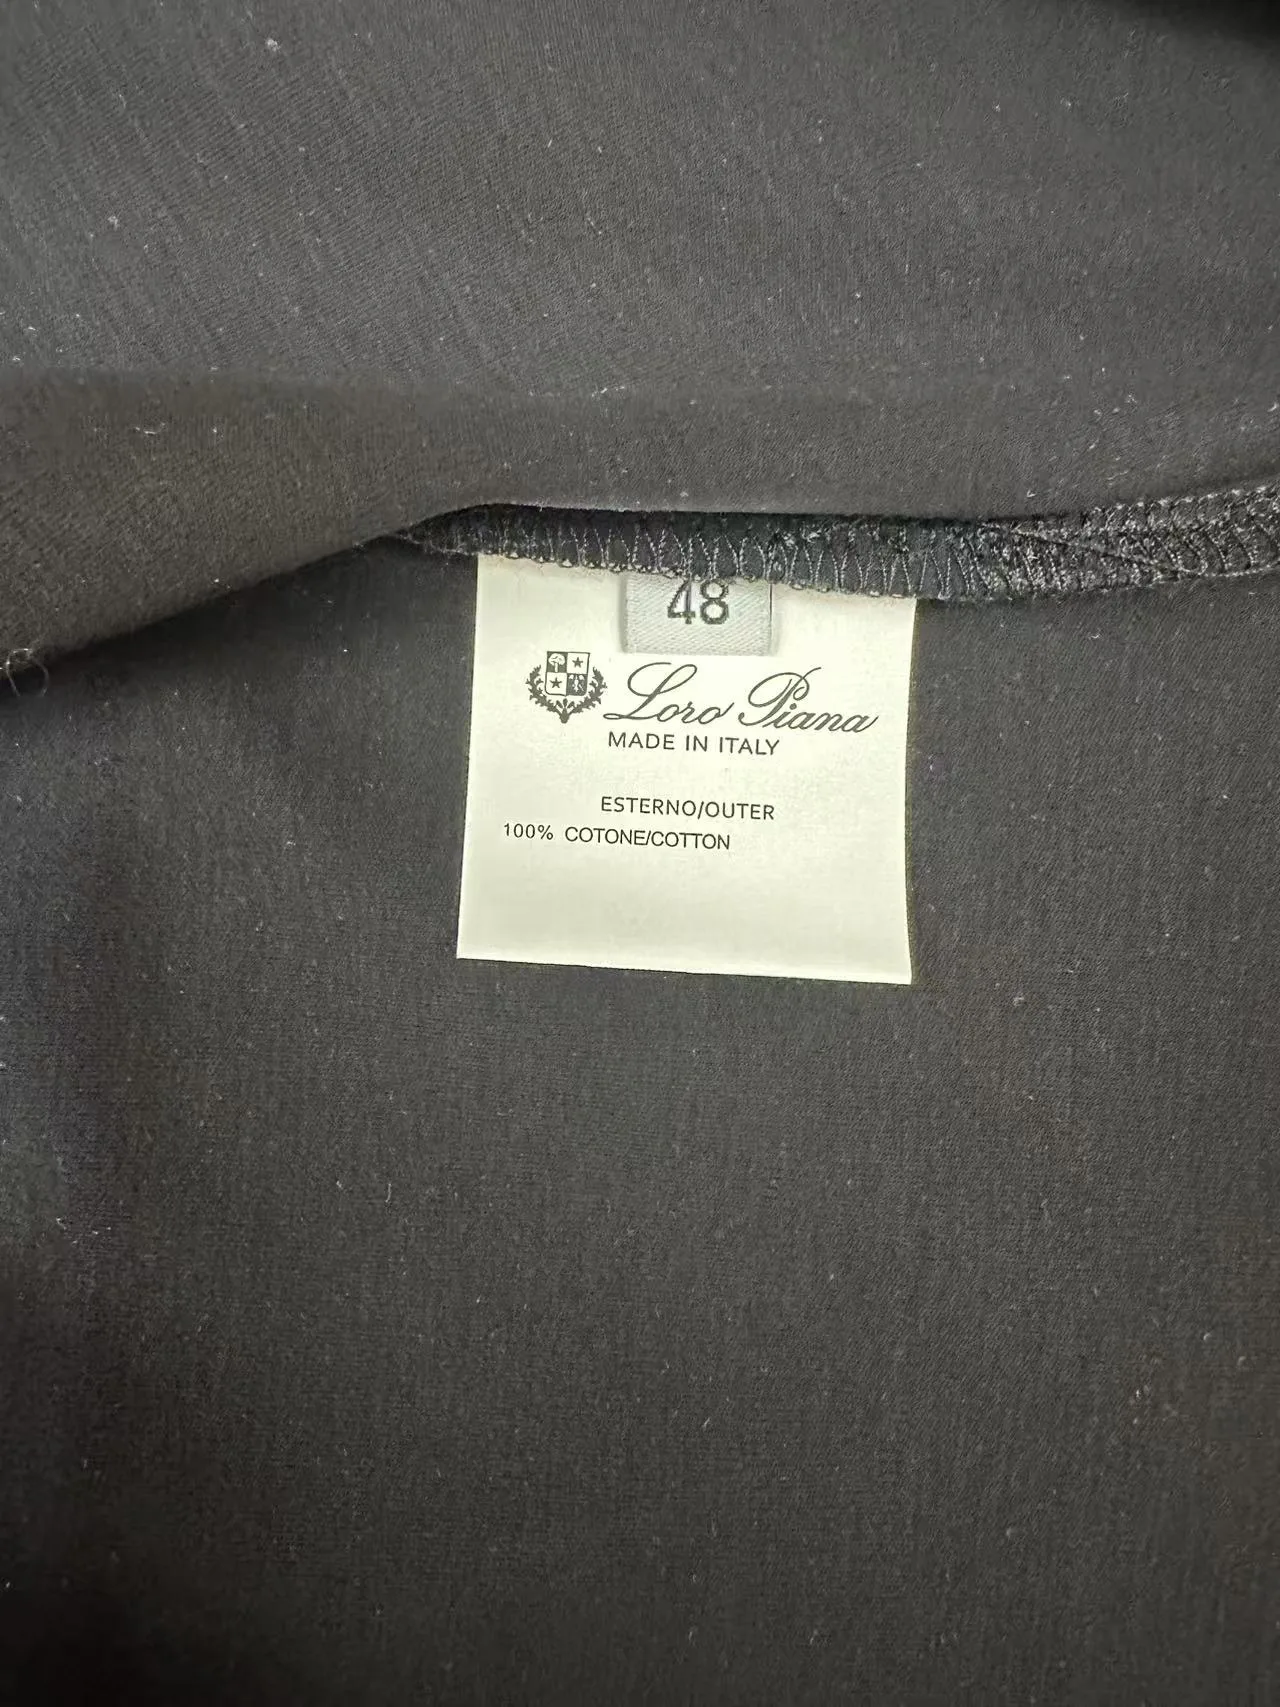 48
Loro Piana
MADE IN ITALY
ESTERNO/OUTER
100% COTONE/COTTON